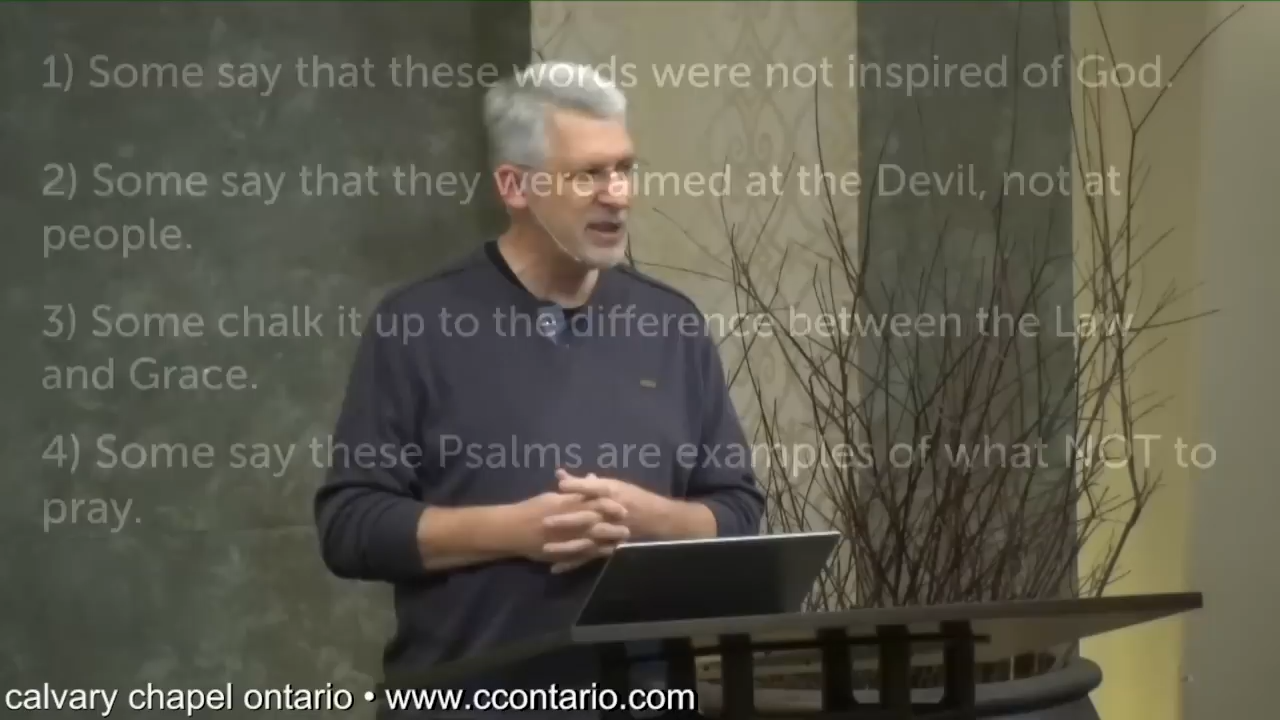 1) Some say that these words were not inspired of God.
2) Some say that they were aimed at the Devil, not at
people.
3) Some chalk it up to the difference between the Law
and Grace.
4) Some say these Psalms are examples of what NOT to
pray.
calvary chapel ontario • www.ccontario.com